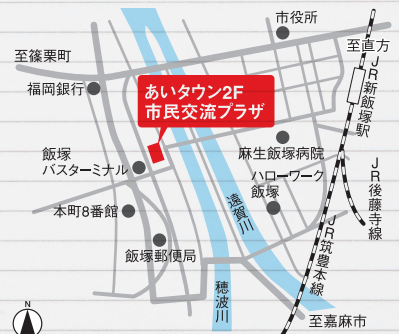 市役所
至直方
至篠栗町
福岡銀行
あいタウン2F
市民交流プラザ
JR新飯塚駅
飯塚
バスターミナル
麻生飯塚病院
ハローワーク
飯塚
JR後藤寺線
本町8番館
遠賀川
飯塚郵便局
JR筑豊本線
穂波川
至嘉麻市
N